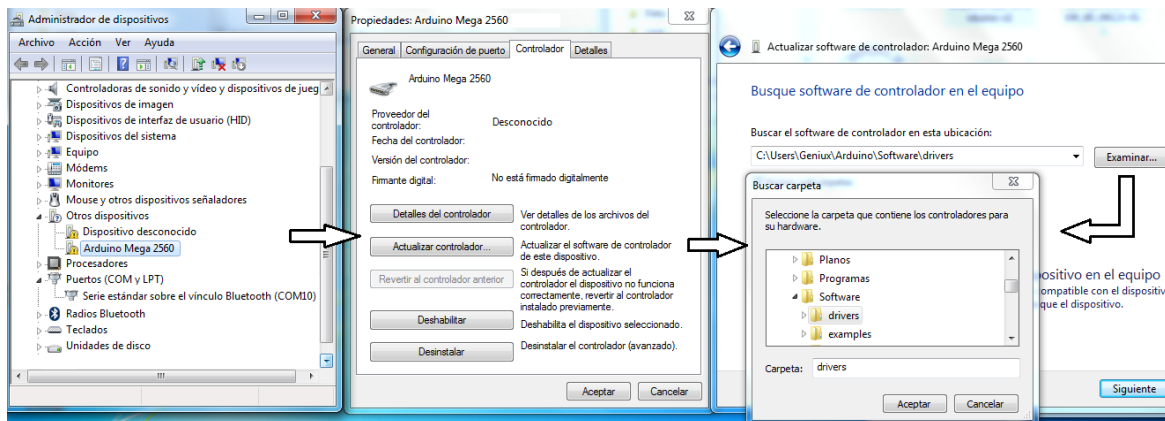 Administrador de dispositivos
Archivo Acción Ver Ayuda
Controladoras de sonido y vídeo y dispositivos de jueg
Dispositivos de imagen
Dispositivos de interfaz de usuario (HID)
Dispositivos del sistema
Equipo
Módems
Monitores
Mouse y otros dispositivos señaladores
Otros dispositivos
Dispositivo desconocido
Arduino Mega 2560
Procesadores
Puertos (COM y LPT)
Serie estándar sobre el vínculo Bluetooth (COM10)
Radios Bluetooth
Teclados
Unidades de disco
Propiedades: Arduino Mega 2560
General Configuración de puerto Controlador Detalles
Arduino Mega 2560
Proveedor del
controlador: Desconocido
Fecha del controlador:
Versión del controlador:
Firmante digital: No está firmado digitalmente
Detalles del controlador
Ver detalles de los archivos del
controlador.
Actualizar controlador...
Actualizar el software de controlador
de este dispositivo.
Revertir al controlador anterior
Si después de actualizar el
controlador el dispositivo no funciona
correctamente, revertir al controlador
instalado previamente.
Deshabilitar
Deshabilita el dispositivo seleccionado.
Desinstalar
Desinstalar el controlador (avanzado).
Aceptar Cancelar
Actualizar software de controlador: Arduino Mega 2560
Busque software de controlador en el equipo
Buscar el software de controlador en esta ubicación:
C:\Users\Geniux\Arduino\Software\drivers
Examinar...
Buscar carpeta
Seleccione la carpeta que contiene los controladores para
su hardware.
Planos
Programas
Software
drivers
examples
Carpeta: drivers
Aceptar Cancelar
ositivo en el equipo
ompatible con el dispositiv
que el dispositivo.
Siguiente